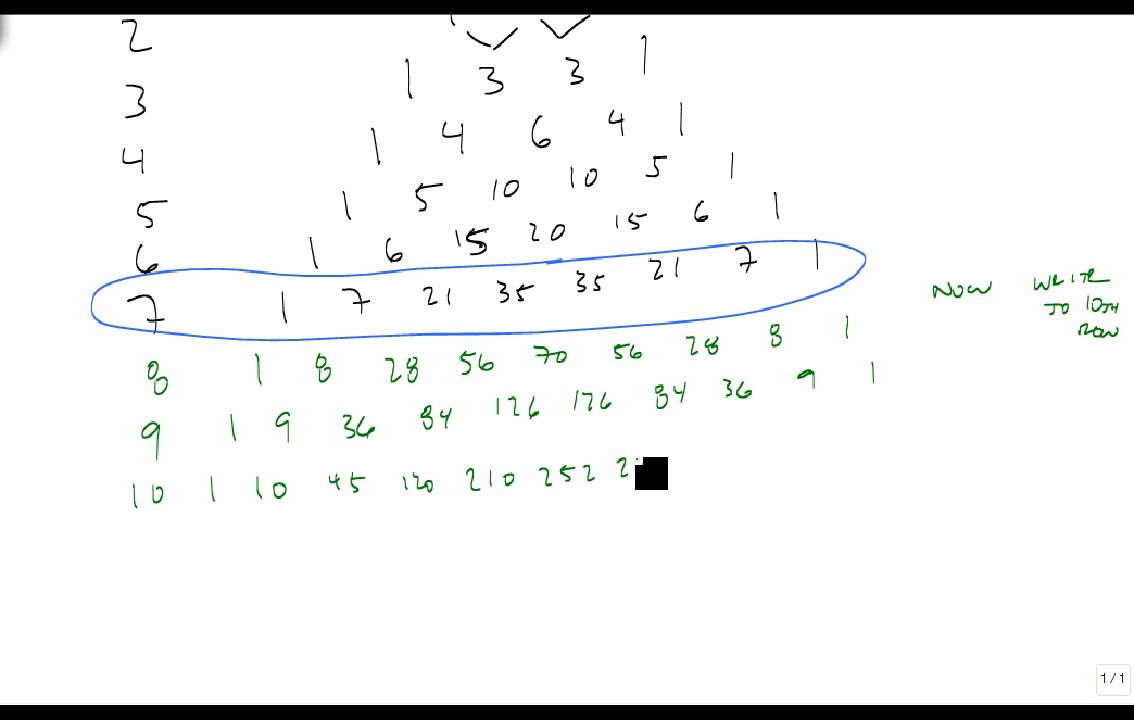 2
3 1 3 3 1
4 1 4 6 4 1
5 1 5 10 10 5 1
6 1 6 15 20 15 6 1
7 1 7 21 35 35 21 7 1
NOW WRITE
TO 10TH
ROW
8 1 8 28 56 70 56 28 8 1
9 1 9 36 84 126 126 84 36 9 1
10 1 10 45 120 210 252 2
1/1